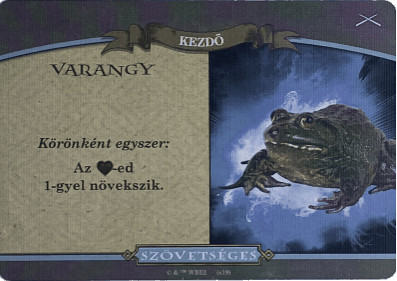 KEZDŐ
VARANGY
Körönként egyszer:
Az ♥-ed
1-gyel növekszik.
SZÖVETSÉGES